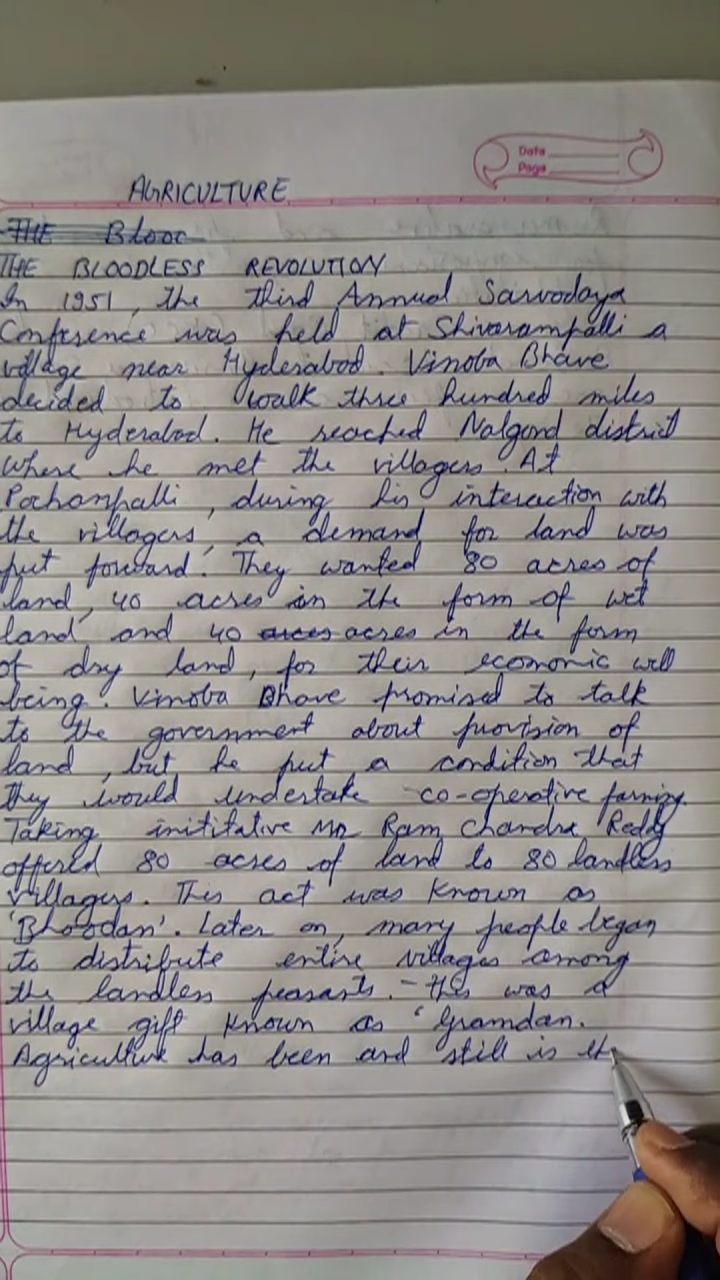 Date
Page
AGRICULTURE
THE Blooc
THE BLOODLESS REVOLUTION
In 1951, the third Annual Sarvodaya
Conference was held at Shivarampalli a
village near Hyderabad. Vinoba Bhave
decided to walk three hundred miles
to Hyderabad. He reached Nalgond district
where he met the villagers. At
Pochampalli, during his interaction with
the villagers, a demand for land was
put forward. They wanted 80 acres of
land, 40 acres in the form of wet
land and 40 acres acres in the form
of dry land, for their economic well
being. Vinoba Bhave promised to talk
to the government about provision of
land, but he put a condition that
they would undertake co-operative farming.
Taking inititative Mr Ram Chandra Reddy
offered 80 acres of land to 80 landless
villagers. This act was known as
'Bhoodan'. Later on, many people began
to distribute entire villages among
the landless peasants. - this was a
village gift known as 'Gramdan.
Agriculture has been and still is th